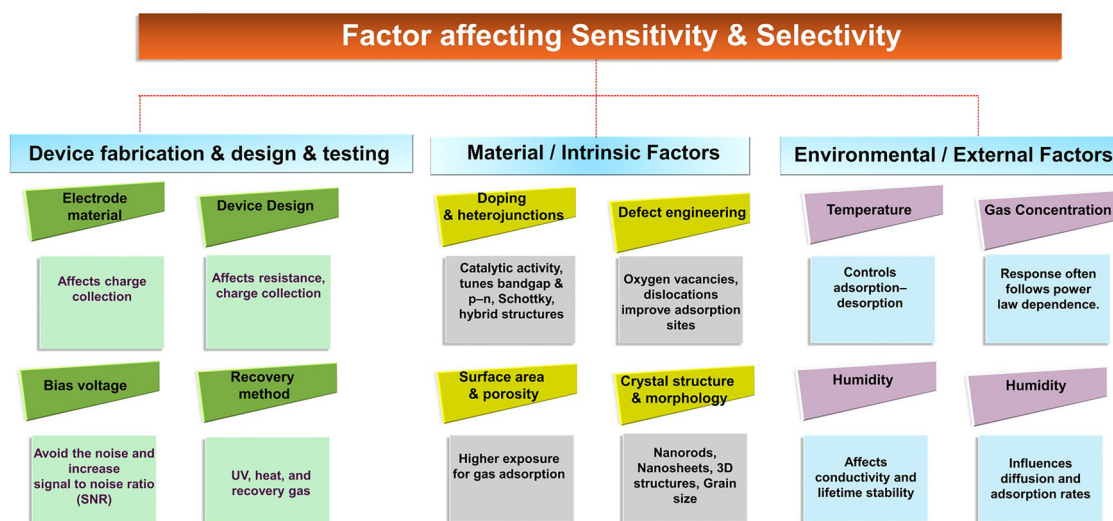 Factor affecting Sensitivity & Selectivity
Device fabrication & design & testing
Electrode
material
Affects charge
collection
Device Design
Affects resistance,
charge collection
Bias voltage
Avoid the noise and
increase
signal to noise ratio
(SNR)
Recovery
method
UV, heat, and
recovery gas
Material / Intrinsic Factors
Doping
& heterojunctions
Catalytic activity,
tunes bandgap &
p–n, Schottky,
hybrid structures
Defect engineering
Oxygen vacancies,
dislocations
improve adsorption
sites
Surface area
& porosity
Higher exposure
for gas adsorption
Crystal structure
& morphology
Nanorods,
Nanosheets, 3D
structures, Grain
size
Environmental / External Factors
Temperature
Controls
adsorption–
desorption
Gas Concentration
Response often
follows power
law dependence.
Humidity
Affects
conductivity and
lifetime stability
Humidity
Influences
diffusion and
adsorption rates